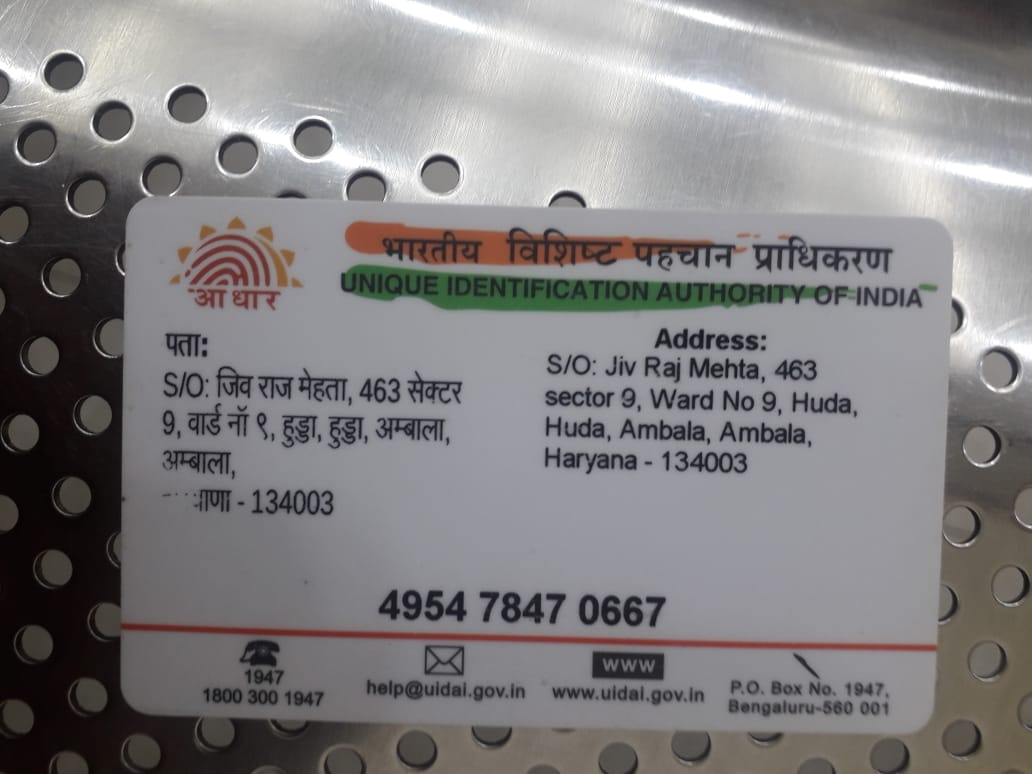 भारतीय विशिष्ट पहचान प्राधिकरण
UNIQUE IDENTIFICATION AUTHORITY OF INDIA
आधार
पता:
S/O: जिव राज मेहता, 463 सेक्टर
9, वार्ड नॉ ९, हुड्डा, हुड्डा, अम्बाला,
अम्बाला,
- 134003
Address:
S/O: Jiv Raj Mehta, 463
sector 9, Ward No 9, Huda,
Huda, Ambala, Ambala,
Haryana - 134003
4954 7847 0667
1947
1800 300 1947
help@uidai.gov.in
www
www.uidai.gov.in
P.O. Box No. 1947,
Bengaluru-560 001